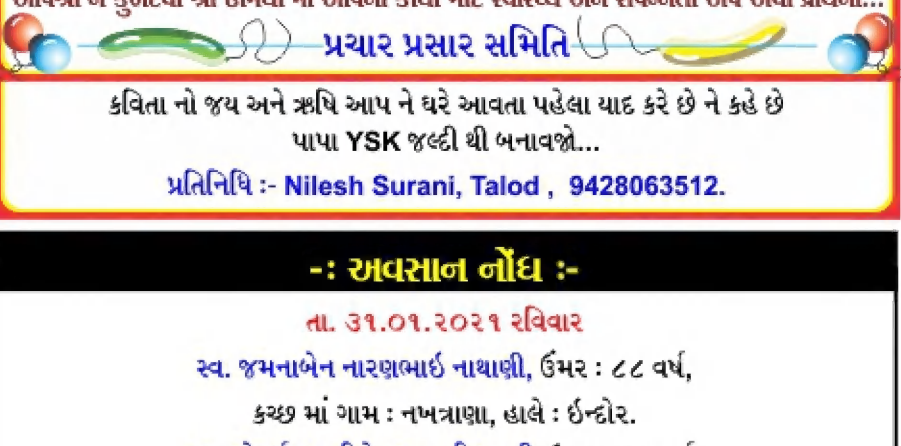 પ્રચાર પ્રસાર સમિતિ
કવિતા નો જય અને ઋષિ આપ ને ઘરે આવતા પહેલા યાદ કરે છે ને કહે છે
પાપા YSK જલ્દી થી બનાવજો...
પ્રતિનિધિ :- Nilesh Surani, Talod , 9428063512.
-: અવસાન નોંધ :-
તા. ૩૧.૦૧.૨૦૨૧ રવિવાર
સ્વ. જમનાબેન નારણભાઇ નાથાણી, ઉંમર : ૮૮ વર્ષ,
કચ્છ માં ગામ : નખત્રાણા, હાલે : ઇન્દોર.